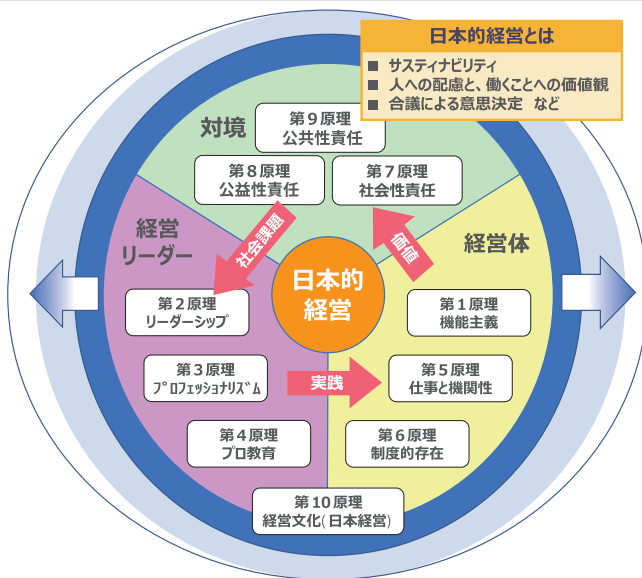 日本的経営とは
■ サスティナビリティ
■ 人への配慮と、働くことへの価値観
■ 合議による意思決定 など
対境
第９原理
公共性責任
第８原理
公益性責任
第７原理
社会性責任
経営
リーダー
社会課題
価値
経営体
日本的
経営
第２原理
リーダーシップ
第１原理
機能主義
第３原理
ﾌﾟﾛﾌｪｯｼｮﾅﾘｽﾞﾑ
実践
第５原理
仕事と機関性
第４原理
プロ教育
第６原理
制度的存在
第10原理
経営文化(日本経営)